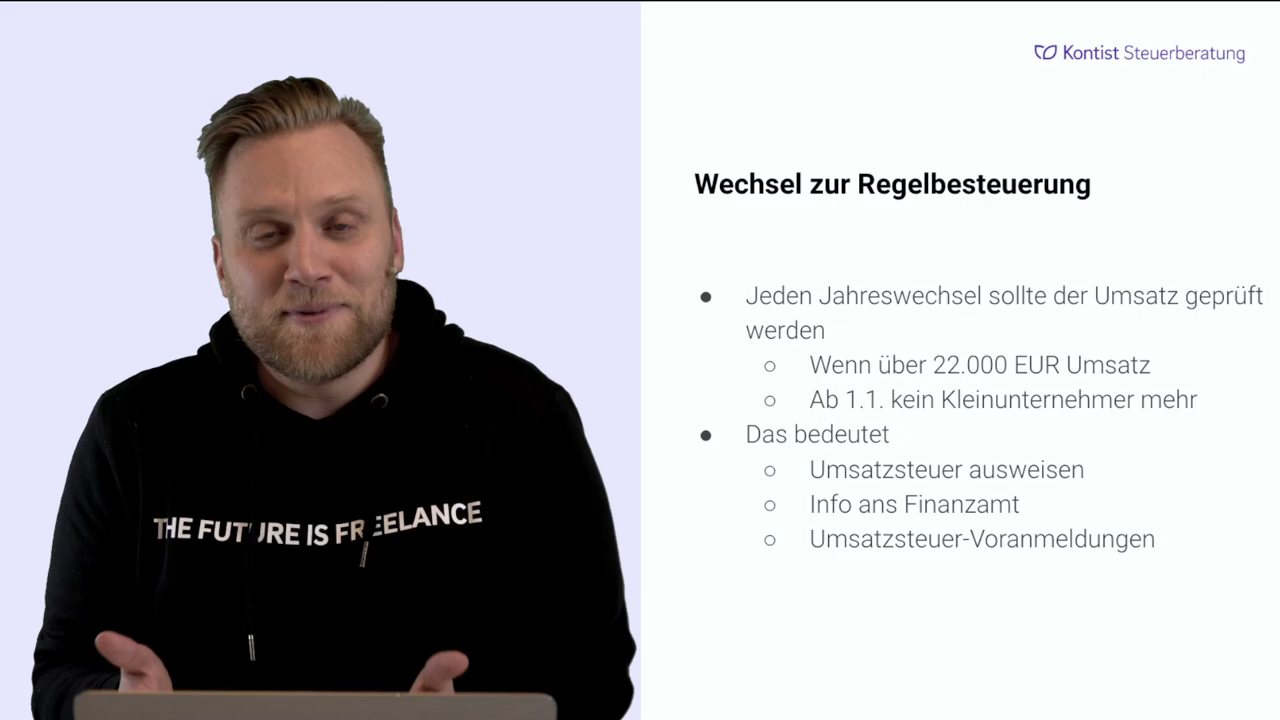 Kontist Steuerberatung
Wechsel zur Regelbesteuerung
● Jeden Jahreswechsel sollte der Umsatz geprüft
werden
○ Wenn über 22.000 EUR Umsatz
○ Ab 1.1. kein Kleinunternehmer mehr
● Das bedeutet
○ Umsatzsteuer ausweisen
○ Info ans Finanzamt
○ Umsatzsteuer-Voranmeldungen
THE FUTURE IS FREELANCE